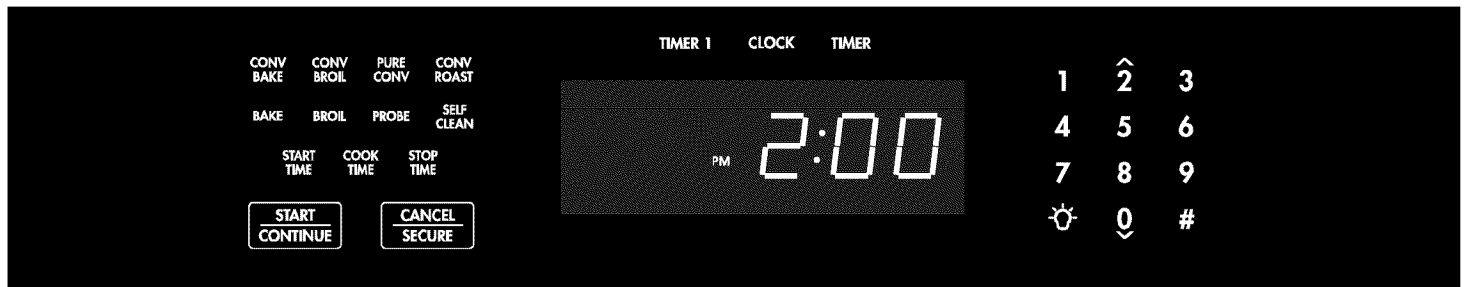 TIMER 1 CLOCK TIMER
CONV BAKE
CONV BROIL
PURE CONV
CONV ROAST
BAKE
BROIL
PROBE
SELF CLEAN
START TIME
COOK TIME
STOP TIME
START
CONTINUE
CANCEL
SECURE
PM 2:00
1 2 3
4 5 6
7 8 9
0 #